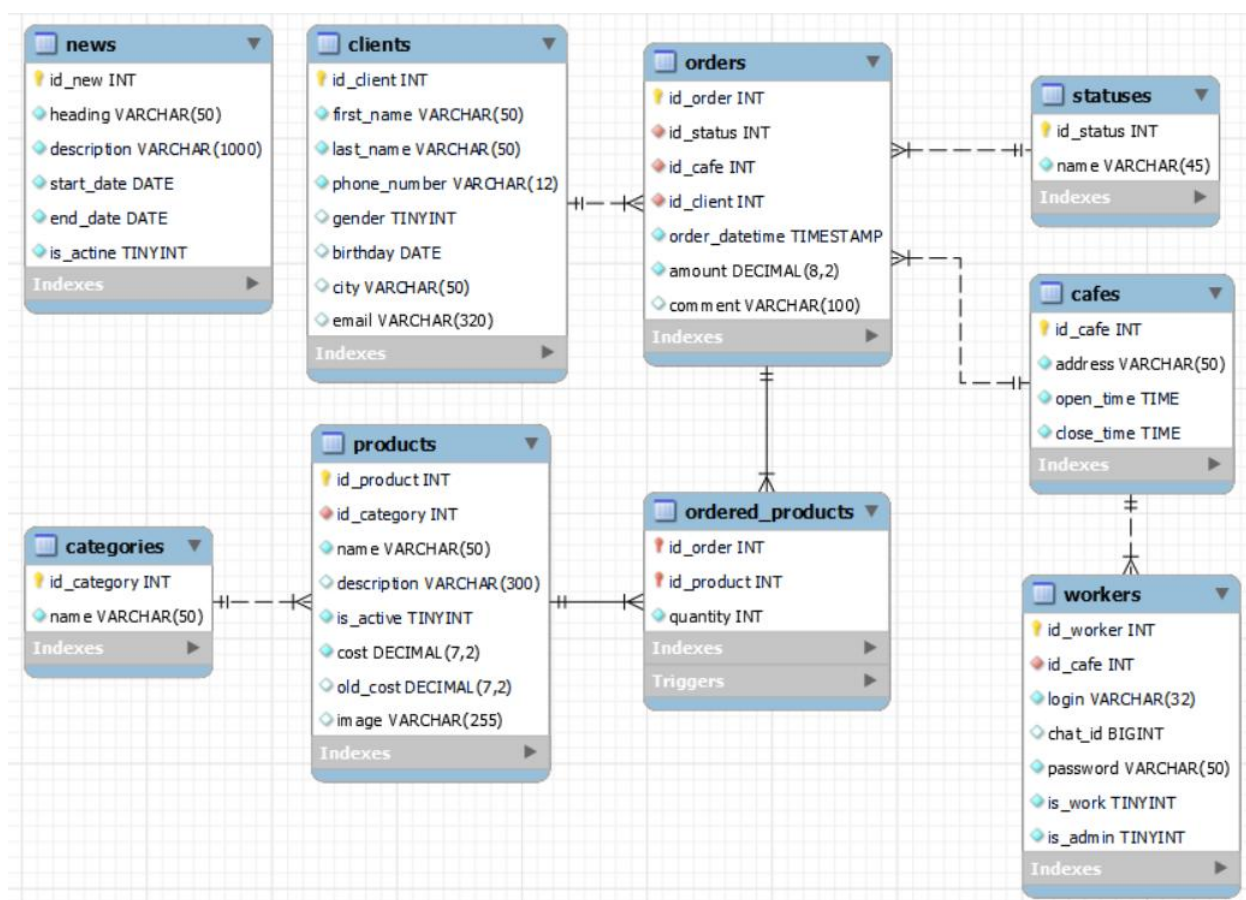 news
id_new INT
heading VARCHAR(50)
description VARCHAR(1000)
start_date DATE
end_date DATE
is_actine TINYINT
Indexes
clients
id_client INT
first_name VARCHAR(50)
last_name VARCHAR(50)
phone_number VARCHAR(12)
gender TINYINT
birthday DATE
city VARCHAR(50)
email VARCHAR(320)
Indexes
orders
id_order INT
id_status INT
id_cafe INT
id_client INT
order_datetime TIMESTAMP
amount DECIMAL(8,2)
comment VARCHAR(100)
Indexes
statuses
id_status INT
name VARCHAR(45)
Indexes
cafes
id_cafe INT
address VARCHAR(50)
open_time TIME
close_time TIME
Indexes
categories
id_category INT
name VARCHAR(50)
Indexes
products
id_product INT
id_category INT
name VARCHAR(50)
description VARCHAR(300)
is_active TINYINT
cost DECIMAL(7,2)
old_cost DECIMAL(7,2)
image VARCHAR(255)
Indexes
ordered_products
id_order INT
id_product INT
quantity INT
Indexes
Triggers
workers
id_worker INT
id_cafe INT
login VARCHAR(32)
chat_id BIGINT
password VARCHAR(50)
is_work TINYINT
is_admin TINYINT
Indexes